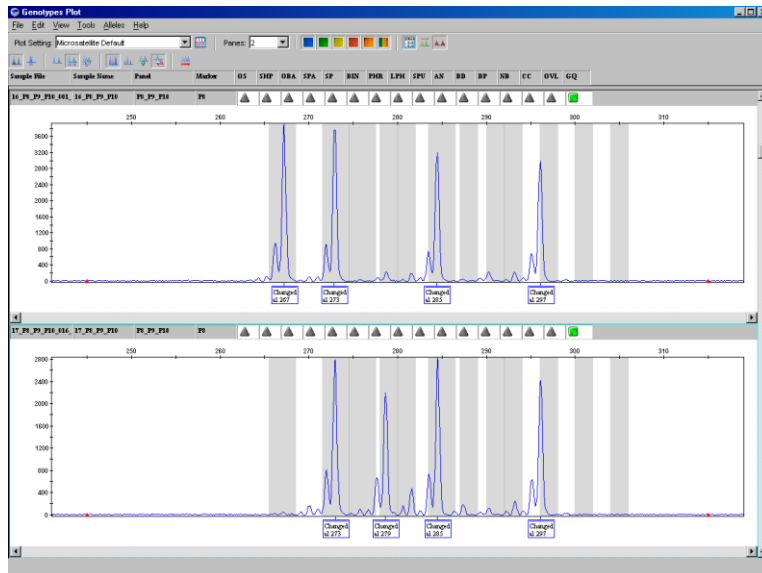 Genotypes Plot
File Edit View Tools Alleles Help
Plot Setting: Microsatellite Default Panes: 2
Sample File Sample Name Panel Marker OS SHP OBA SPA SP BIN PHR LPH SPU AN BD BP NB CC OVL GQ
16_P8_P9_P10_001_ 16_P8_P9_P10 P8_P9_P10 P8
250 260 270 280 290 300 310
3600
3200
2800
2400
2000
1600
1200
800
400
0
Changed Changed Changed Changed
al 267 al 273 al 285 al 297
17_P8_P9_P10_016_ 17_P8_P9_P10 P8_P9_P10 P8
250 260 270 280 290 300 310
2800
2400
2000
1600
1200
800
400
0
Changed Changed Changed Changed
al 273 al 279 al 285 al 297